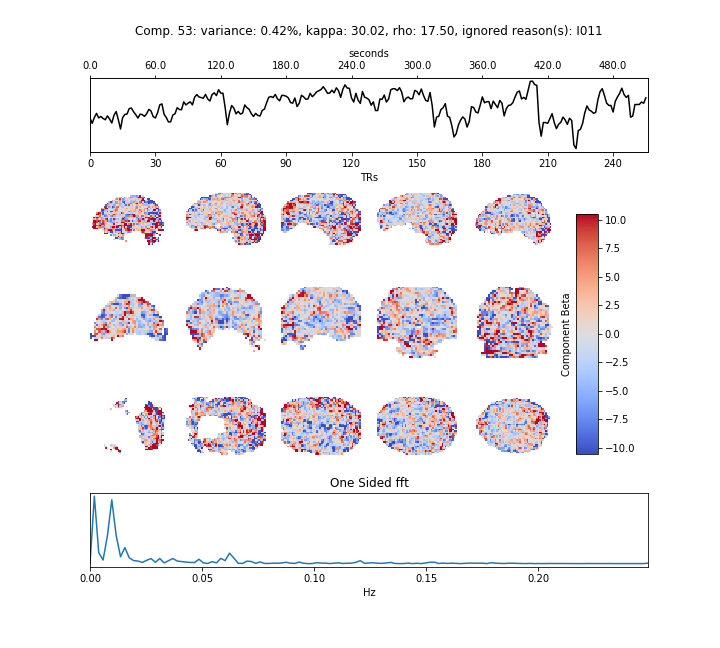 Comp. 53: variance: 0.42%, kappa: 30.02, rho: 17.50, ignored reason(s): I011
seconds
0.0 60.0 120.0 180.0 240.0 300.0 360.0 420.0 480.0
0 30 60 90 120 150 180 210 240
TRs
10.0
7.5
5.0
2.5
0.0
−2.5
−5.0
−7.5
−10.0
Component Beta
One Sided fft
0.00 0.05 0.10 0.15 0.20
Hz